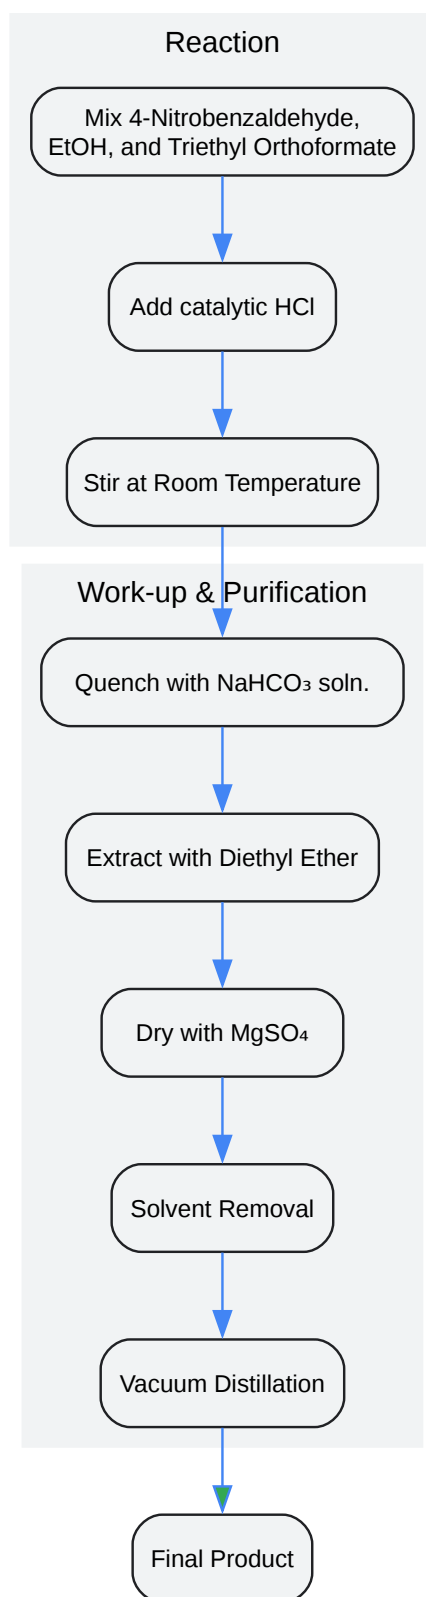 Reaction
Mix 4-Nitrobenzaldehyde,
EtOH, and Triethyl Orthoformate
Add catalytic HCl
Stir at Room Temperature
Work-up & Purification
Quench with NaHCO₃ soln.
Extract with Diethyl Ether
Dry with MgSO₄
Solvent Removal
Vacuum Distillation
Final Product